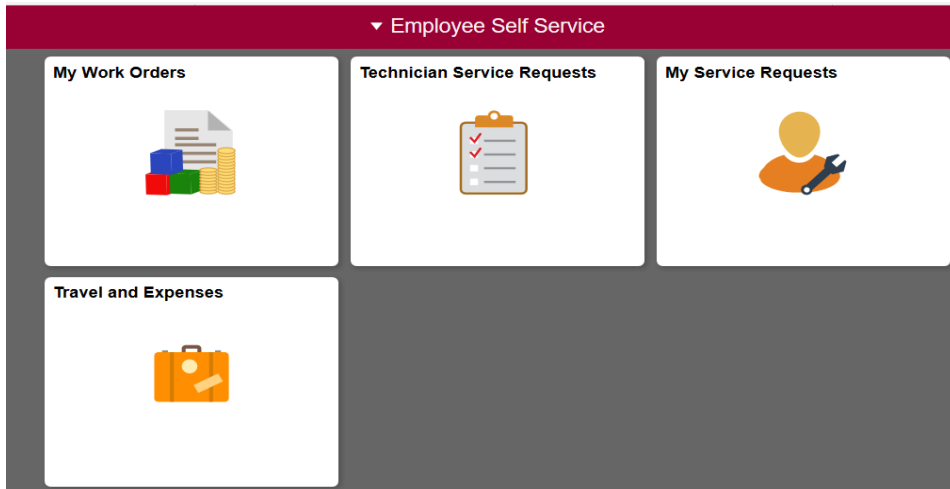 Employee Self Service
My Work Orders
Technician Service Requests
My Service Requests
Travel and Expenses